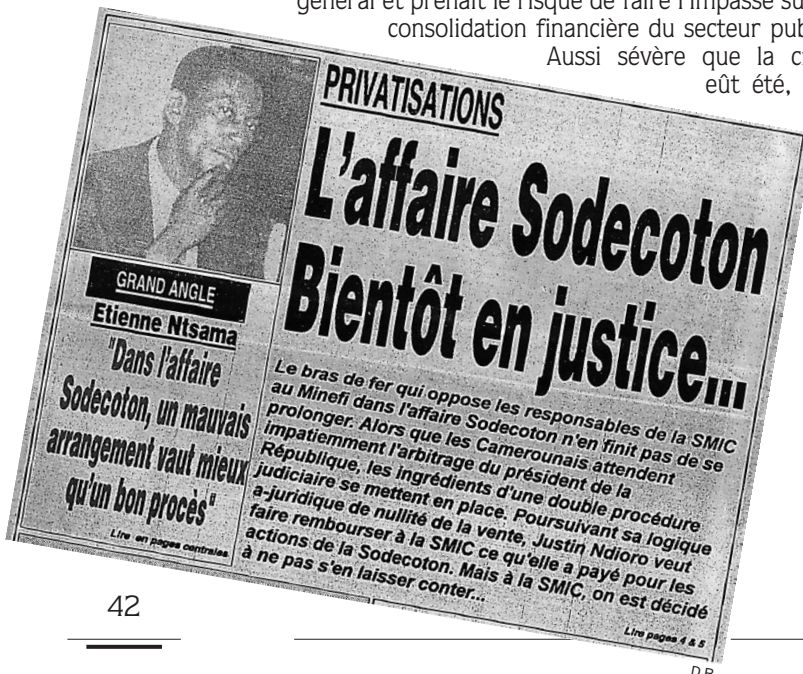 général et prenait le risque de faire l'impasse su
consolidation financière du secteur pub
Aussi sévère que la c
eût été,
PRIVATISATIONS
L'affaire Sodecoton
Bientôt en justice...
Le bras de fer qui oppose les responsables de la SMIC
au Minefi dans l'affaire Sodecoton n'en finit pas de se
prolonger. Alors que les Camerounais attendent
impatiemment l'arbitrage du président de la
République, les ingrédients d'une double procédure
judiciaire se mettent en place. Poursuivant sa logique
a-juridique de nullité de la vente, Justin Ndioro veut
faire rembourser à la SMIC ce qu'elle a payé pour les
actions de la Sodecoton. Mais à la SMIC, on est décidé
à ne pas s'en laisser conter...
Lire pages 4 & 5
GRAND ANGLE
Etienne Ntsama
"Dans l'affaire
Sodecoton, un mauvais
arrangement vaut mieux
qu'un bon procès"
Lire en pages centrales
42
D.R.